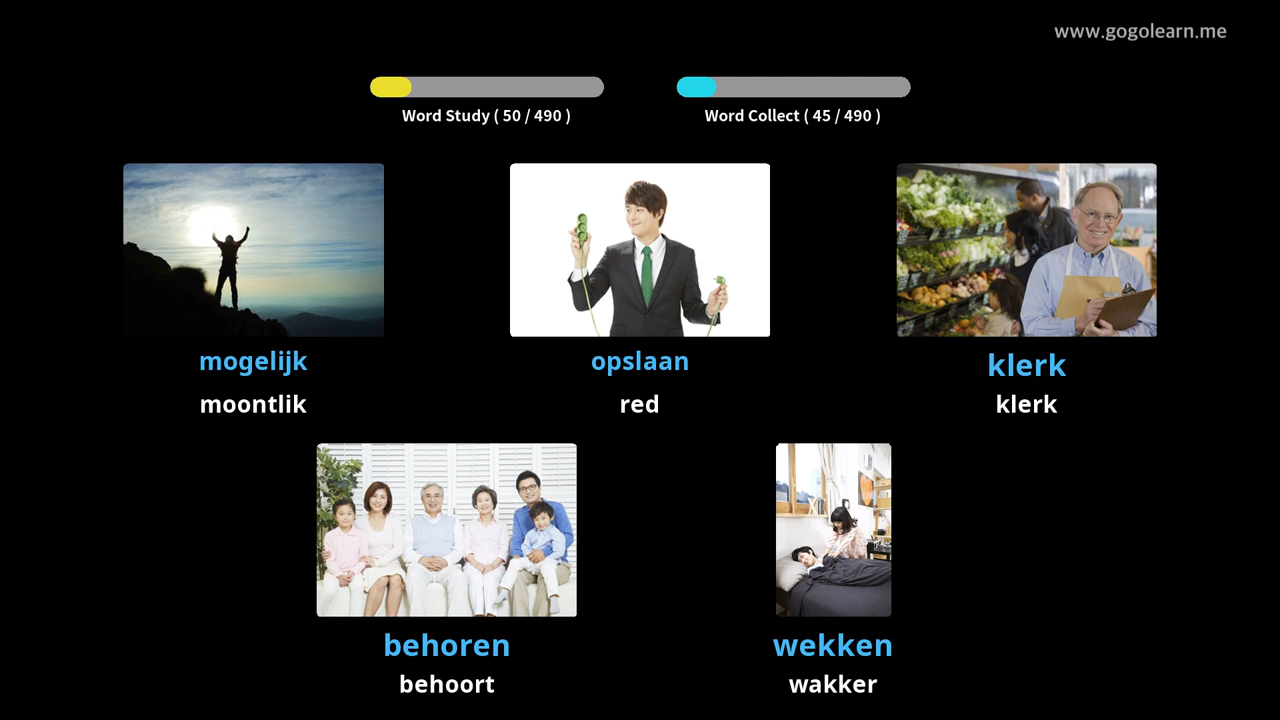 www.gogolearn.me
Word Study ( 50 / 490 )
Word Collect ( 45 / 490 )
mogelijk
moontlik
opslaan
red
klerk
klerk
behoren
behoort
wekken
wakker